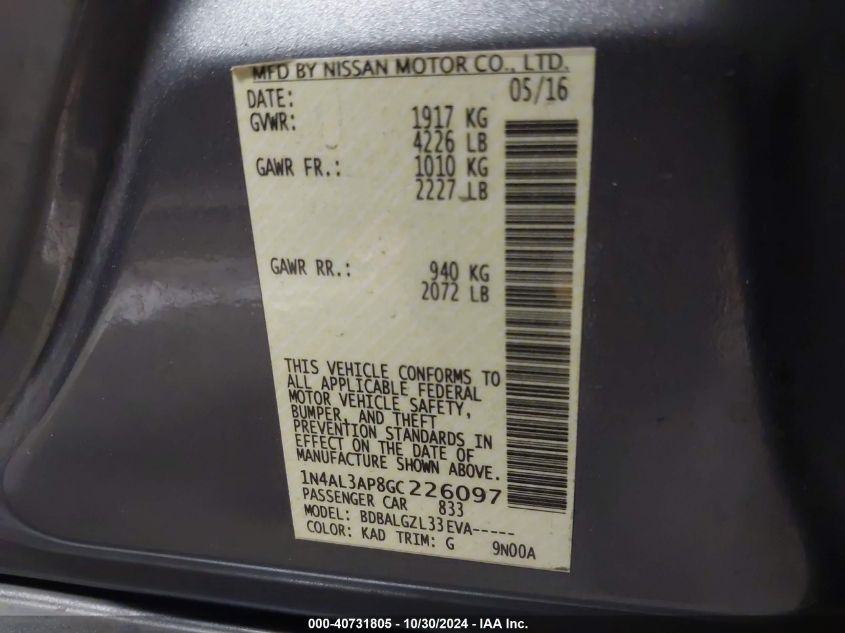 MFD BY NISSAN MOTOR CO., LTD.
DATE: 05/16
GVWR: 1917 KG
4226 LB
GAWR FR.: 1010 KG
2227 LB
GAWR RR.: 940 KG
2072 LB
THIS VEHICLE CONFORMS TO
ALL APPLICABLE FEDERAL
MOTOR VEHICLE SAFETY,
BUMPER, AND THEFT
PREVENTION STANDARDS IN
EFFECT ON THE DATE OF
MANUFACTURE SHOWN ABOVE.
1N4AL3AP8GC226097
PASSENGER CAR 833
MODEL: BDBALGZL33EVA-----
COLOR: KAD TRIM: G 9N00A
000-40731805 / 10/30/2024 - IAA Inc.